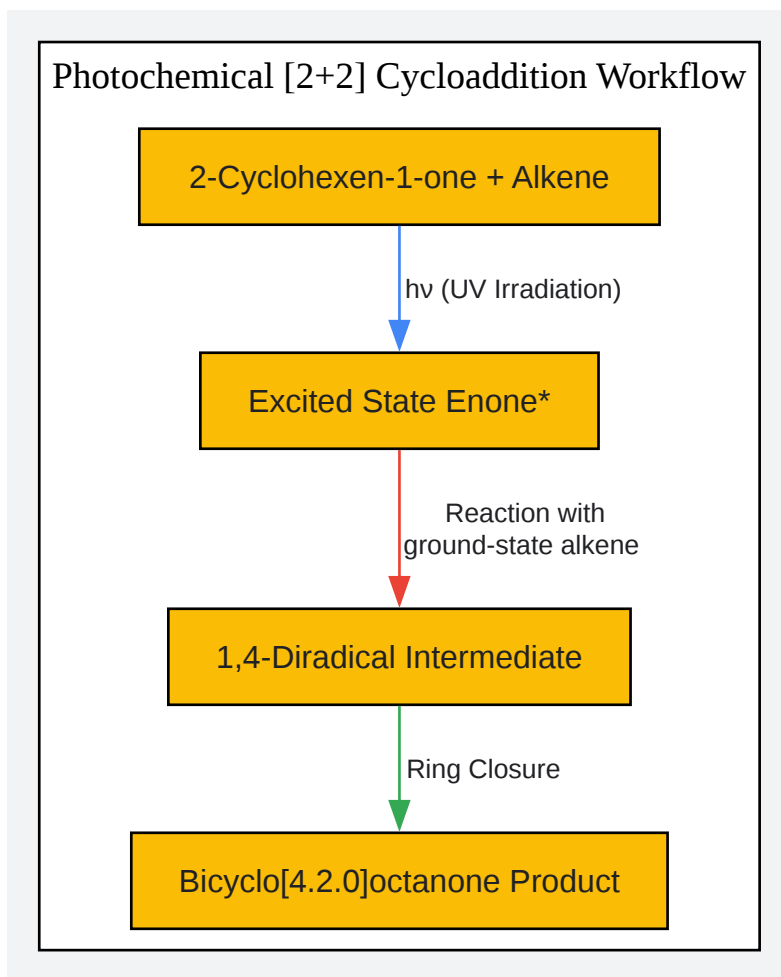 Photochemical [2+2] Cycloaddition Workflow
2-Cyclohexen-1-one + Alkene
hν (UV Irradiation)
Excited State Enone*
Reaction with
ground-state alkene
1,4-Diradical Intermediate
Ring Closure
Bicyclo[4.2.0]octanone Product